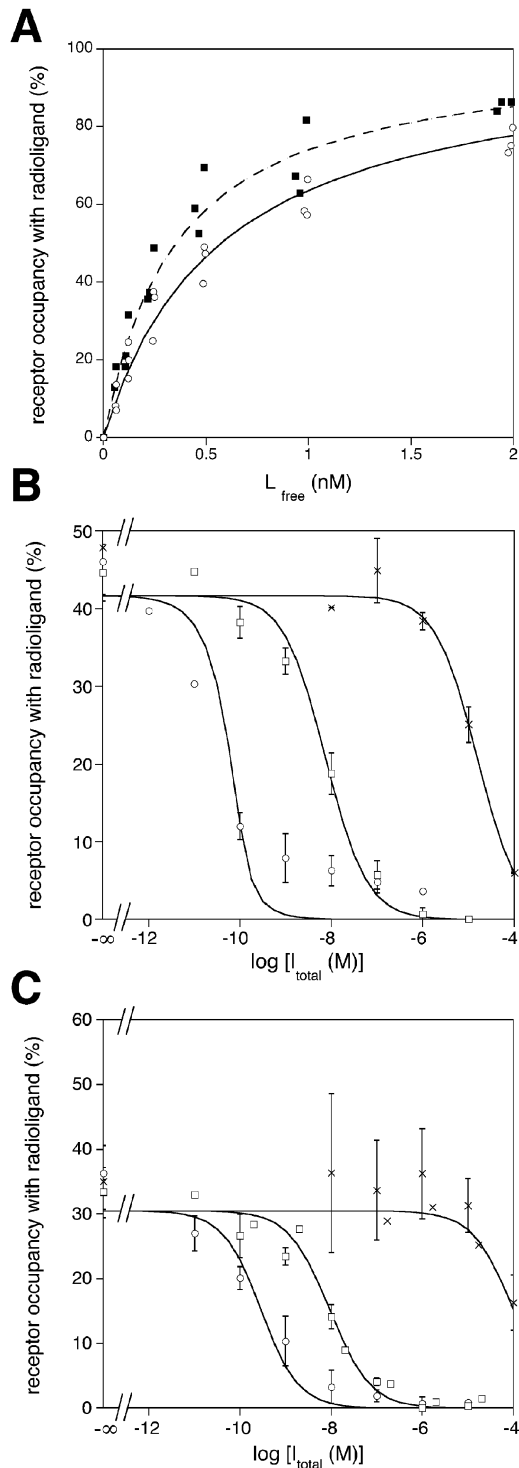 A
receptor occupancy with radioligand (%)
100
80
60
40
20
0
0 0.5 1 1.5 2
L free (nM)
B
receptor occupancy with radioligand (%)
50
40
30
20
10
0
-∞ -12 -10 -8 -6 -4
log [I total (M)]
C
receptor occupancy with radioligand (%)
60
50
40
30
20
10
0
-∞ -12 -10 -8 -6 -4
log [I total (M)]